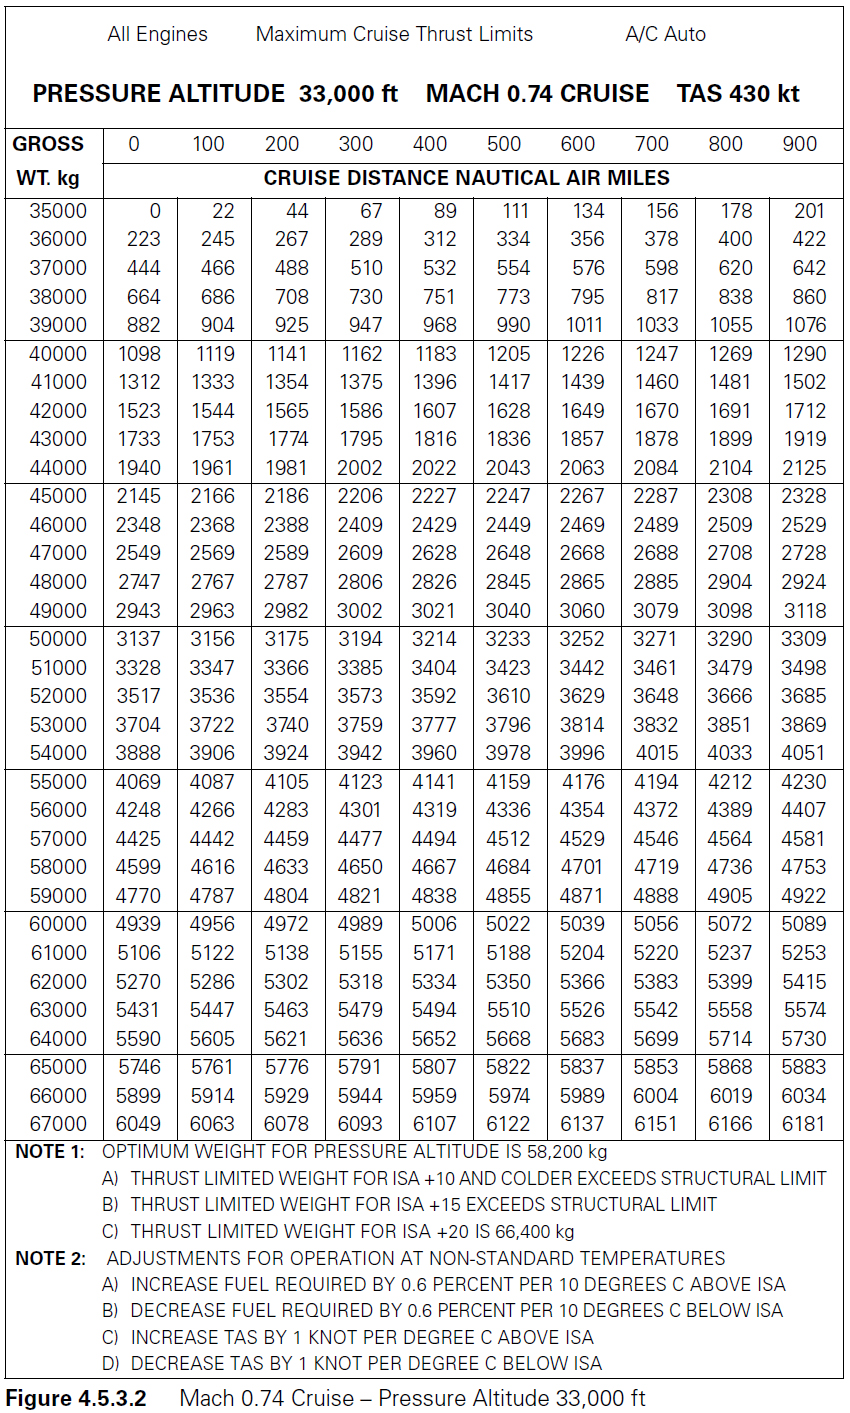 All Engines Maximum Cruise Thrust Limits A/C Auto
PRESSURE ALTITUDE 33,000 ft MACH 0.74 CRUISE TAS 430 kt
GROSS 0 100 200 300 400 500 600 700 800 900
WT. kg CRUISE DISTANCE NAUTICAL AIR MILES
35000 0 22 44 67 89 111 134 156 178 201
36000 223 245 267 289 312 334 356 378 400 422
37000 444 466 488 510 532 554 576 598 620 642
38000 664 686 708 730 751 773 795 817 838 860
39000 882 904 925 947 968 990 1011 1033 1055 1076
40000 1098 1119 1141 1162 1183 1205 1226 1247 1269 1290
41000 1312 1333 1354 1375 1396 1417 1439 1460 1481 1502
42000 1523 1544 1565 1586 1607 1628 1649 1670 1691 1712
43000 1733 1753 1774 1795 1816 1836 1857 1878 1899 1919
44000 1940 1961 1981 2002 2022 2043 2063 2084 2104 2125
45000 2145 2166 2186 2206 2227 2247 2267 2287 2308 2328
46000 2348 2368 2388 2409 2429 2449 2469 2489 2509 2529
47000 2549 2569 2589 2609 2628 2648 2668 2688 2708 2728
48000 2747 2767 2787 2806 2826 2845 2865 2885 2904 2924
49000 2943 2963 2982 3002 3021 3040 3060 3079 3098 3118
50000 3137 3156 3175 3194 3214 3233 3252 3271 3290 3309
51000 3328 3347 3366 3385 3404 3423 3442 3461 3479 3498
52000 3517 3536 3554 3573 3592 3610 3629 3648 3666 3685
53000 3704 3722 3740 3759 3777 3796 3814 3832 3851 3869
54000 3888 3906 3924 3942 3960 3978 3996 4015 4033 4051
55000 4069 4087 4105 4123 4141 4159 4176 4194 4212 4230
56000 4248 4266 4283 4301 4319 4336 4354 4372 4389 4407
57000 4425 4442 4459 4477 4494 4512 4529 4546 4564 4581
58000 4599 4616 4633 4650 4667 4684 4701 4719 4736 4753
59000 4770 4787 4804 4821 4838 4855 4871 4888 4905 4922
60000 4939 4956 4972 4989 5006 5022 5039 5056 5072 5089
61000 5106 5122 5138 5155 5171 5188 5204 5220 5237 5253
62000 5270 5286 5302 5318 5334 5350 5366 5383 5399 5415
63000 5431 5447 5463 5479 5494 5510 5526 5542 5558 5574
64000 5590 5605 5621 5636 5652 5668 5683 5699 5714 5730
65000 5746 5761 5776 5791 5807 5822 5837 5853 5868 5883
66000 5899 5914 5929 5944 5959 5974 5989 6004 6019 6034
67000 6049 6063 6078 6093 6107 6122 6137 6151 6166 6181
NOTE 1: OPTIMUM WEIGHT FOR PRESSURE ALTITUDE IS 58,200 kg
A) THRUST LIMITED WEIGHT FOR ISA +10 AND COLDER EXCEEDS STRUCTURAL LIMIT
B) THRUST LIMITED WEIGHT FOR ISA +15 EXCEEDS STRUCTURAL LIMIT
C) THRUST LIMITED WEIGHT FOR ISA +20 IS 66,400 kg
NOTE 2: ADJUSTMENTS FOR OPERATION AT NON-STANDARD TEMPERATURES
A) INCREASE FUEL REQUIRED BY 0.6 PERCENT PER 10 DEGREES C ABOVE ISA
B) DECREASE FUEL REQUIRED BY 0.6 PERCENT PER 10 DEGREES C BELOW ISA
C) INCREASE TAS BY 1 KNOT PER DEGREE C ABOVE ISA
D) DECREASE TAS BY 1 KNOT PER DEGREE C BELOW ISA
Figure 4.5.3.2 Mach 0.74 Cruise – Pressure Altitude 33,000 ft